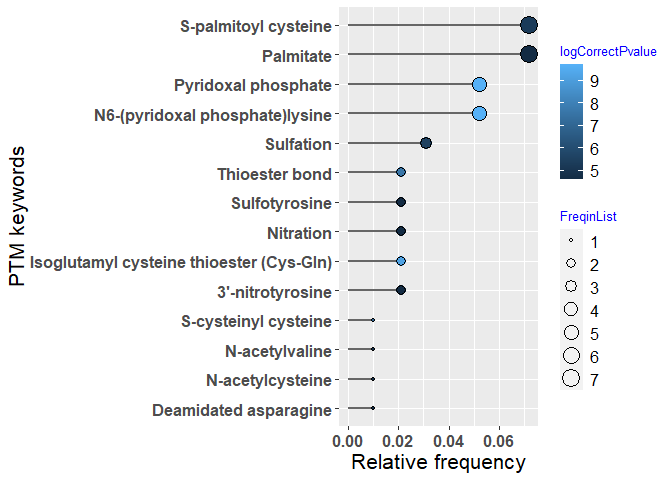 S-palmitoyl cysteine
Palmitate
Pyridoxal phosphate
N6-(pyridoxal phosphate)lysine
Sulfation
Thioester bond
Sulfotyrosine
Nitration
Isoglutamyl cysteine thioester (Cys-Gln)
3'-nitrotyrosine
S-cysteinyl cysteine
N-acetylvaline
N-acetylcysteine
Deamidated asparagine
PTM keywords
0.00 0.02 0.04 0.06
Relative frequency
logCorrectPvalue
9
8
7
6
5
FreqinList
1
2
3
4
5
6
7